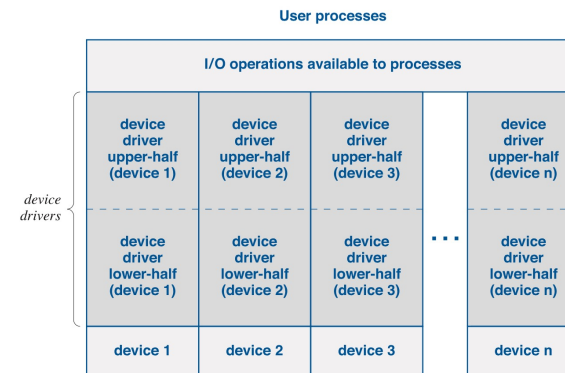 User processes
I/O operations available to processes
device
driver
upper-half
(device 1)
device
driver
upper-half
(device 2)
device
driver
upper-half
(device 3)
device
driver
upper-half
(device n)
device
drivers
...
device
driver
lower-half
(device 1)
device
driver
lower-half
(device 2)
device
driver
lower-half
(device 3)
device
driver
lower-half
(device n)
device 1
device 2
device 3
device n